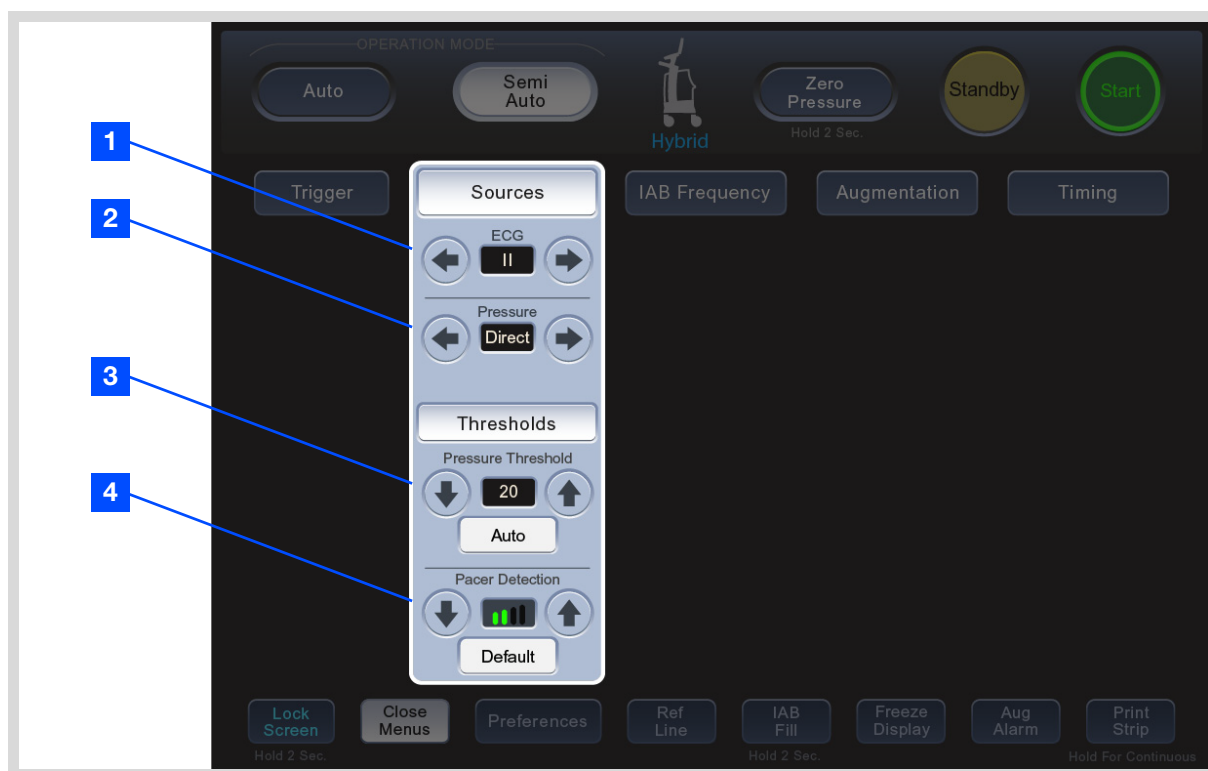 OPERATION MODE
Auto
Semi
Auto
Hybrid
Zero
Pressure
Hold 2 Sec.
Standby
Start
1
2
3
4
Trigger
Sources
IAB Frequency
Augmentation
Timing
ECG
II
Pressure
Direct
Thresholds
Pressure Threshold
20
Auto
Pacer Detection
Default
Lock
Screen
Hold 2 Sec.
Close
Menus
Preferences
Ref
Line
IAB
Fill
Hold 2 Sec.
Freeze
Display
Aug
Alarm
Print
Strip
Hold For Continuous